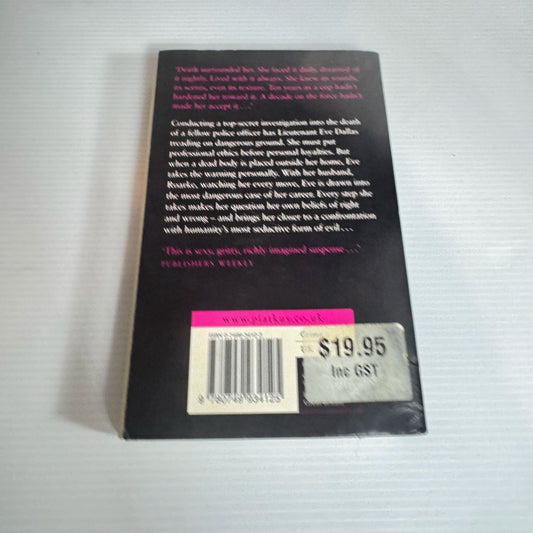 'Death surrounded her. She faced it daily, dreamed of
it nightly. Lived with it always. She knew its sounds,
its scents, even its texture. Ten years as a cop hadn't
hardened her toward it. A decade on the force hadn't
made her accept it . . .'
Conducting a top-secret investigation into the death
of a fellow police officer has Lieutenant Eve Dallas
treading on dangerous ground. She must put
professional ethics before personal loyalties. But
when a dead body is placed outside her home, Eve
takes the warning personally. With her husband,
Roarke, watching her every move, Eve is drawn into
the most dangerous case of her career. Every step she
takes makes her question her own beliefs of right
and wrong – and brings her closer to a confrontation
with humanity's most seductive form of evil . . .
'This is sexy, gritty, richly imagined suspense . . .'
PUBLISHERS WEEKLY
www.piatkus.co.uk
Crime
$19.95
Inc GST
9 780749 934125